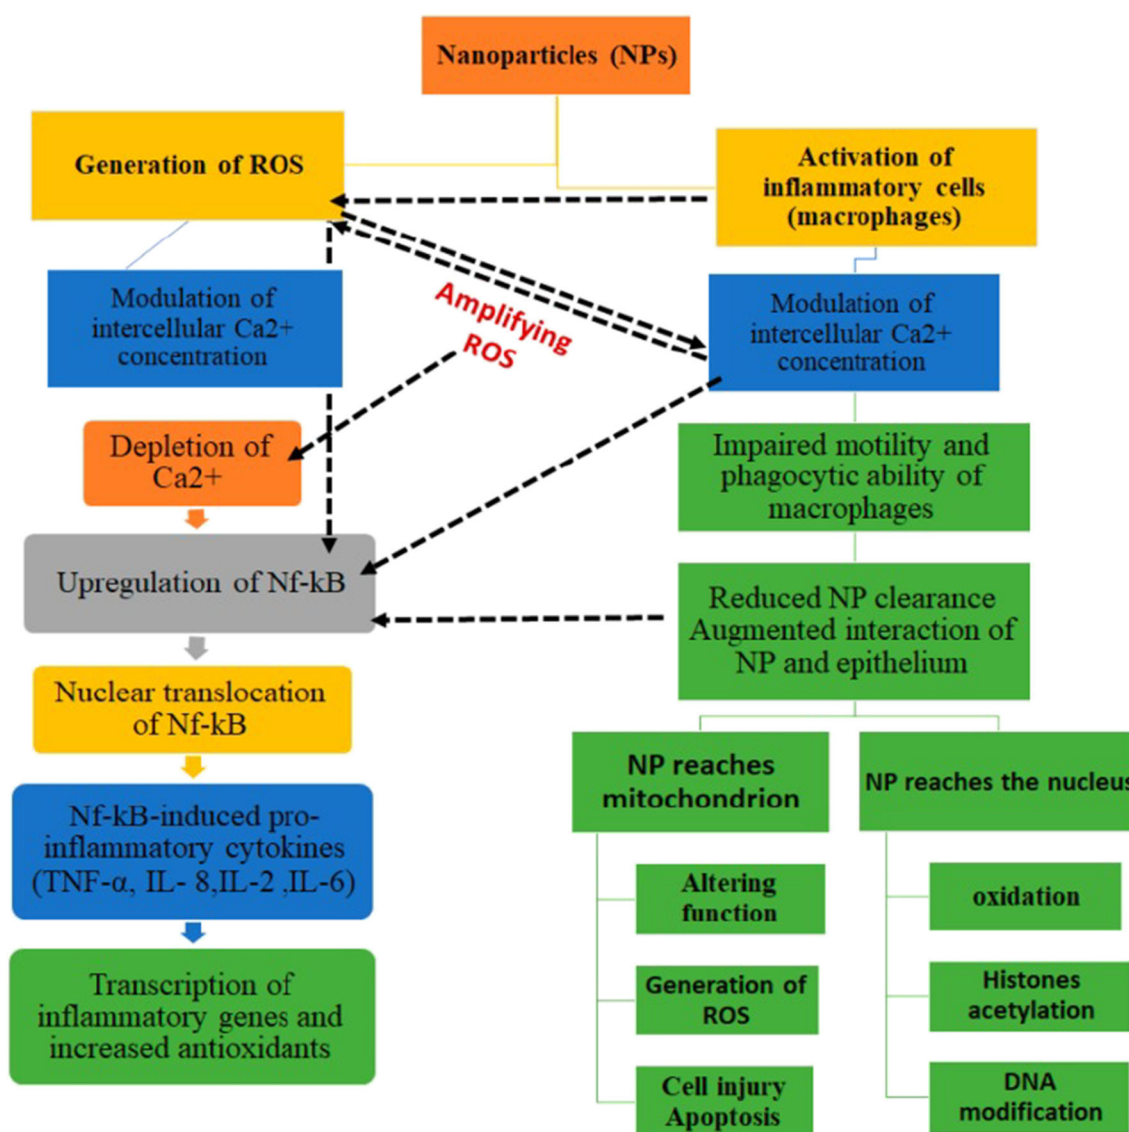 Nanoparticles (NPs)
Generation of ROS
Activation of
inflammatory cells
(macrophages)
Modulation of
intercellular Ca2+
concentration
Amplifying
ROS
Modulation of
intercellular Ca2+
concentration
Depletion of
Ca2+
Impaired motility and
phagocytic ability of
macrophages
Upregulation of Nf-kB
Reduced NP clearance
Augmented interaction of
NP and epithelium
Nuclear translocation
of Nf-kB
Nf-kB-induced pro-
inflammatory cytokines
(TNF-α, IL- 8,IL-2 ,IL-6)
Transcription of
inflammatory genes and
increased antioxidants
NP reaches
mitochondrion
Altering
function
Generation of
ROS
Cell injury
Apoptosis
NP reaches the nucleus
oxidation
Histones
acetylation
DNA
modification